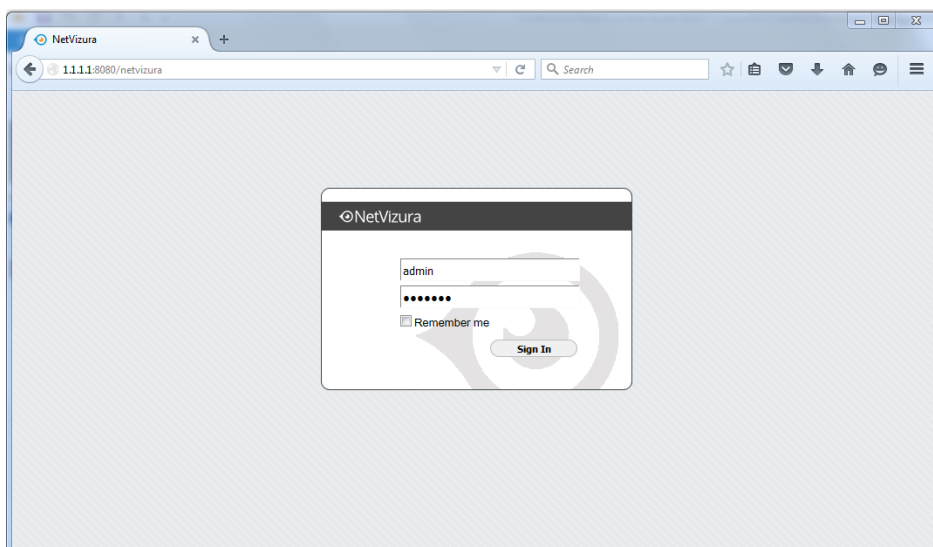 NetVizura
1.1.1.1:8080/netvizura
Search
NetVizura
admin
Remember me
Sign In